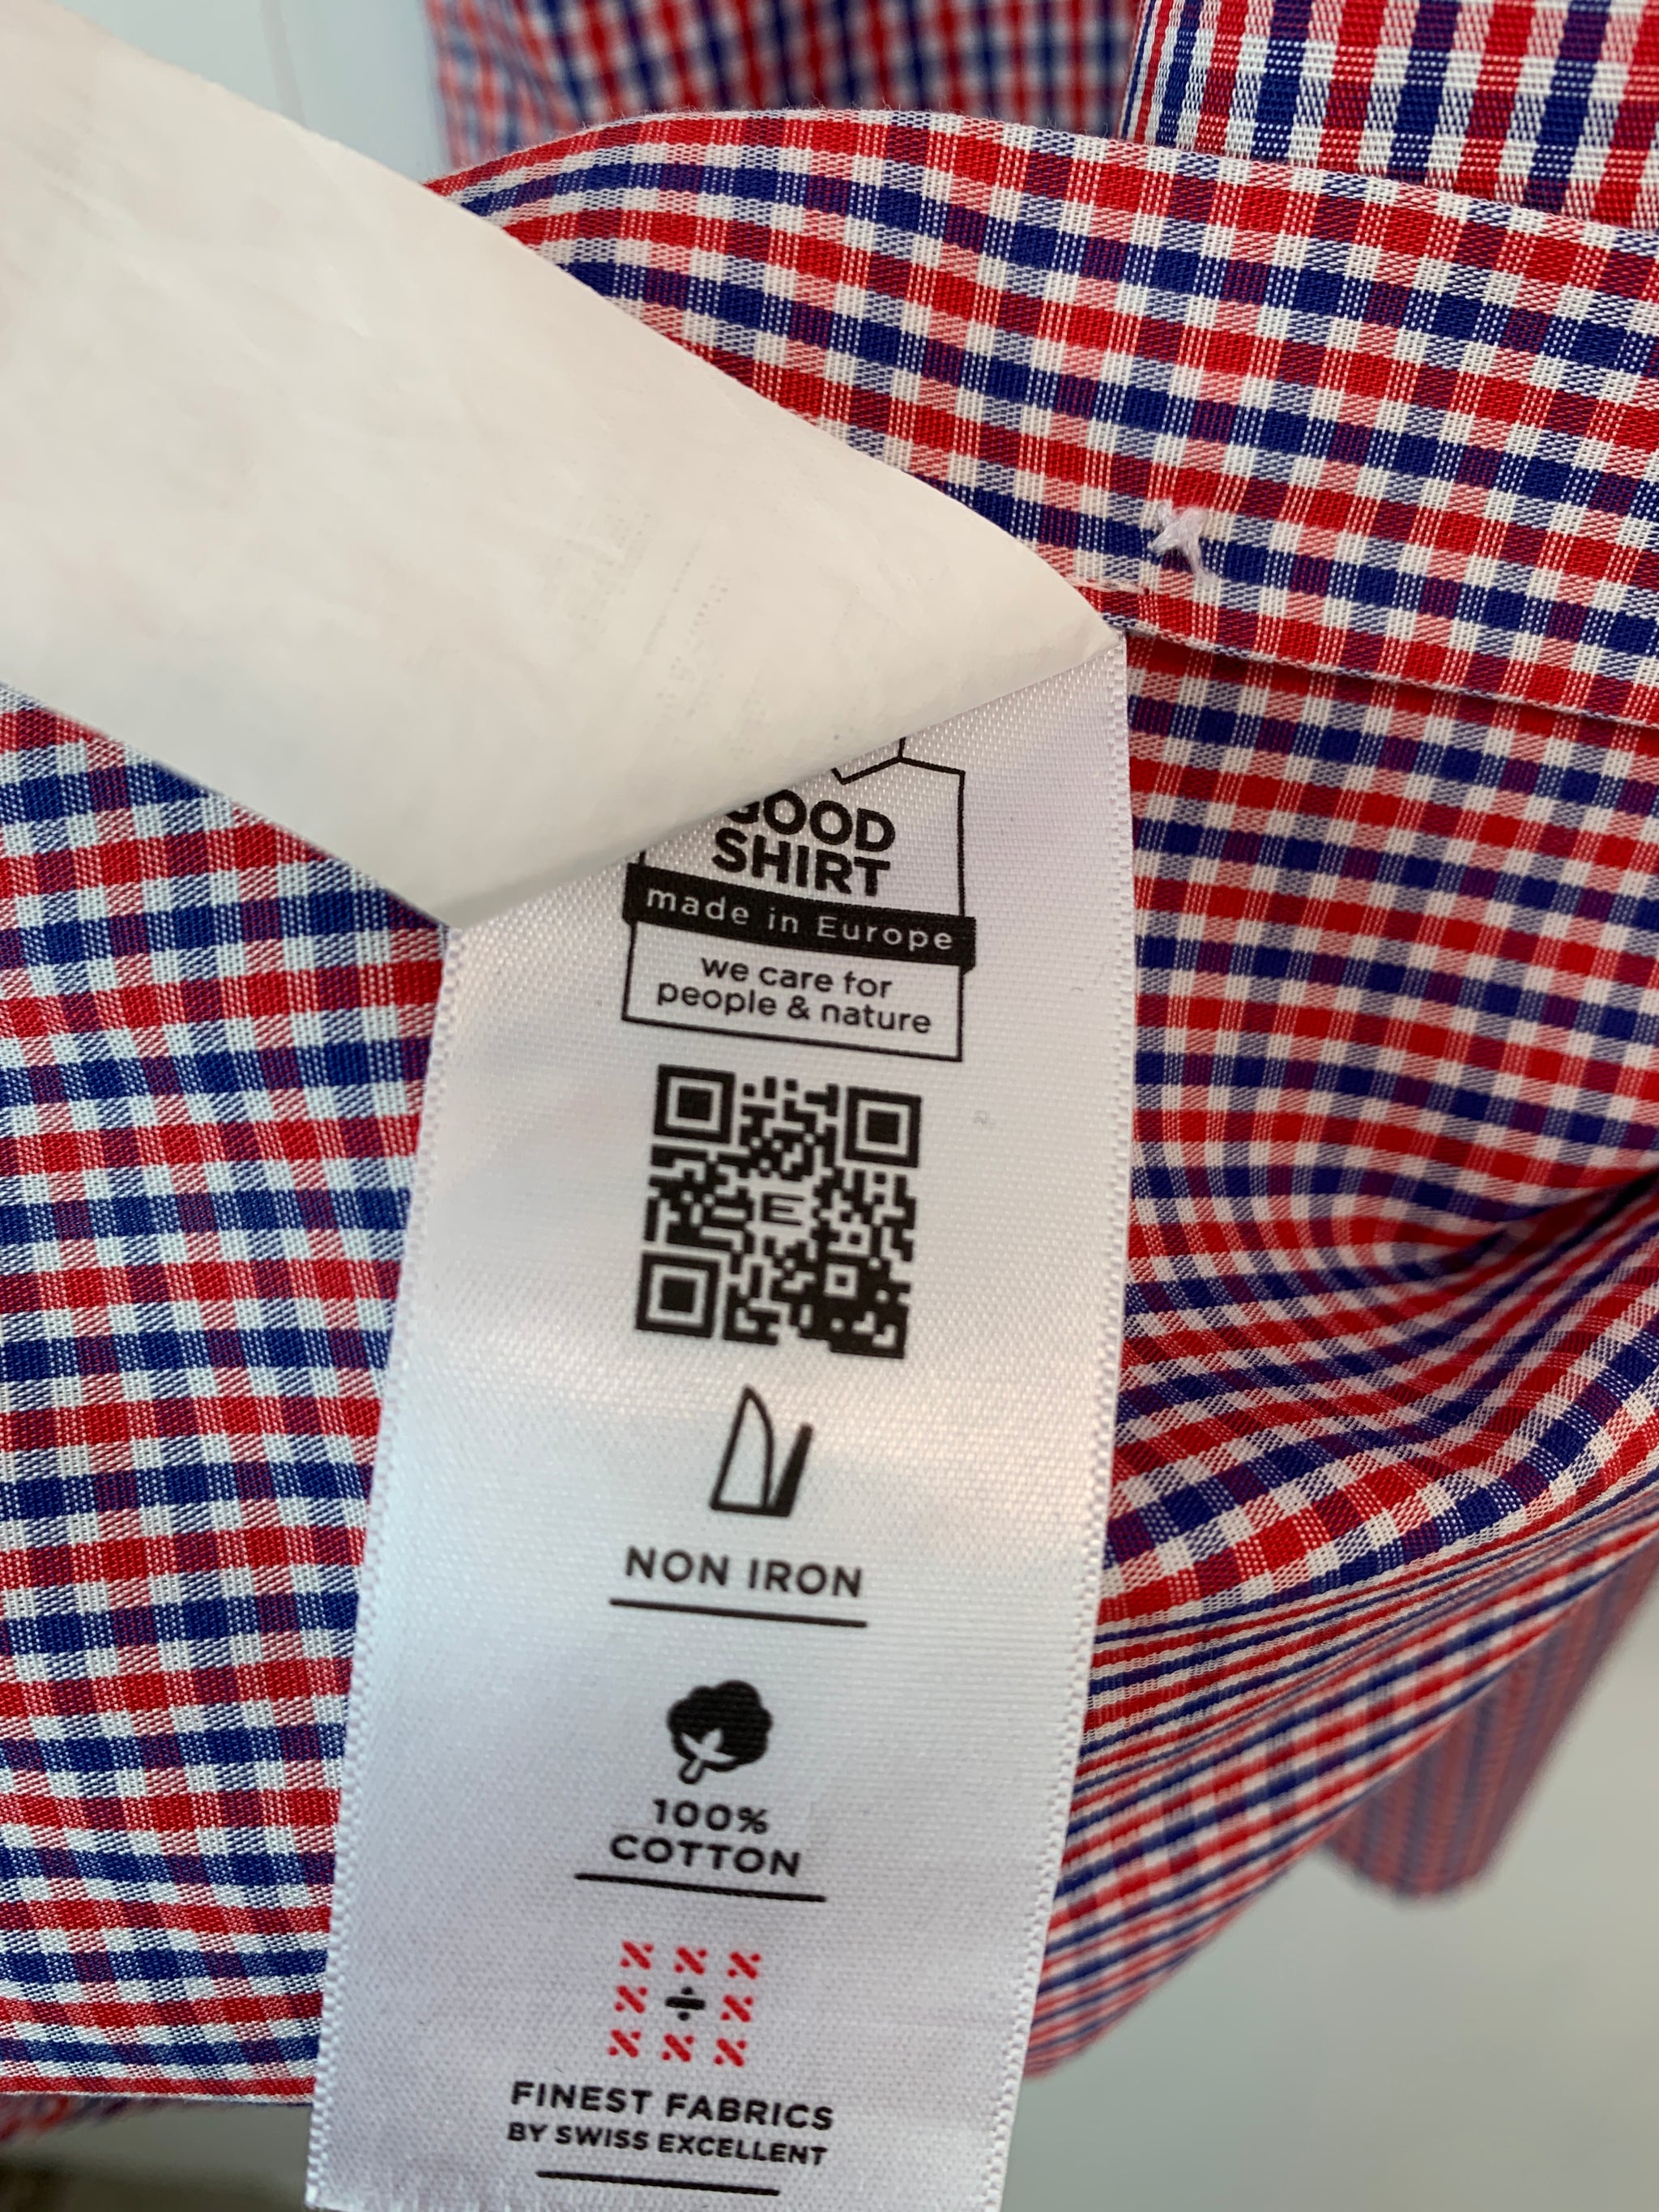 GOOD
SHIRT
made in Europe
we care for
people & nature
E
NON IRON
100%
COTTON
FINEST FABRICS
BY SWISS EXCELLENT